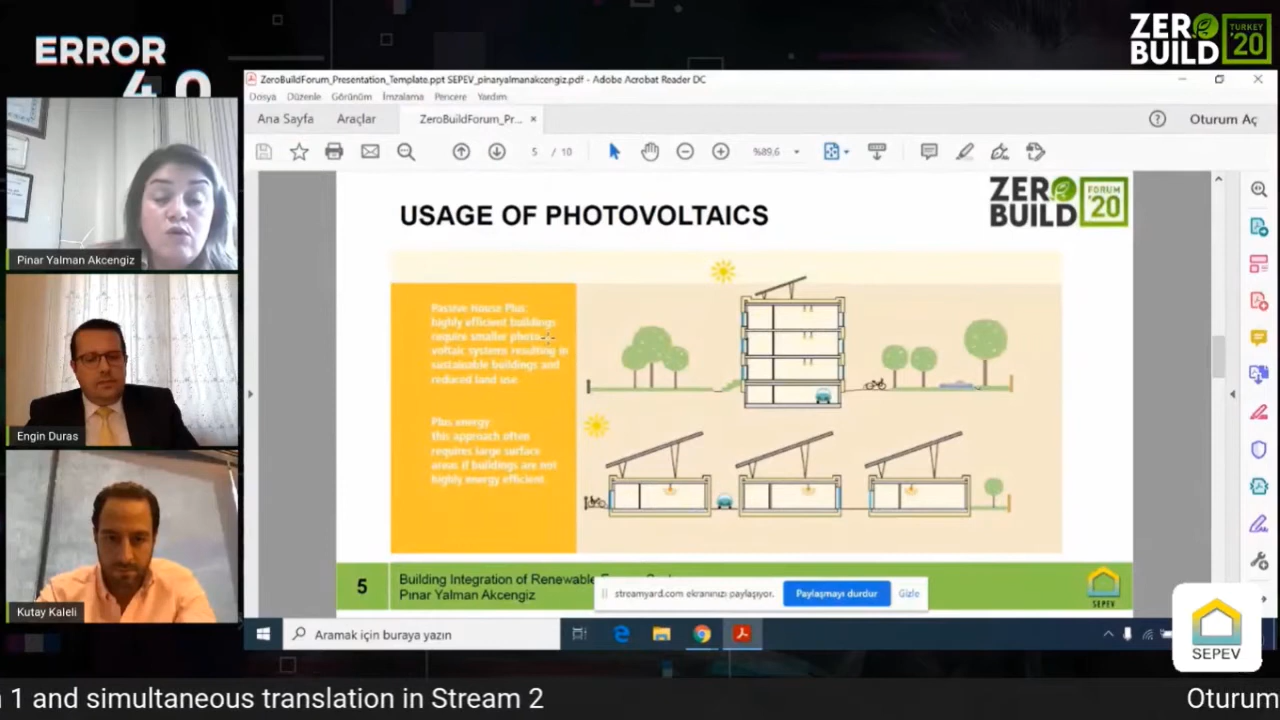 ERROR
4.0
ZERO
BUILD
TURKEY
'20
ZeroBuildForum_Presentation_Template.ppt SEPEV_pinaryalmanakcengiz.pdf - Adobe Acrobat Reader DC
Dosya Düzenle Görünüm İmzalama Pencere Yardım
Ana Sayfa Araçlar ZeroBuildForum_Pr... × Oturum Aç
5 / 10 %89,6
USAGE OF PHOTOVOLTAICS
ZERO
BUILD
FORUM
'20
Passive House Plus:
highly efficient buildings
require smaller photo-
voltaic systems resulting in
sustainable buildings and
reduced land use.
Plus energy:
this approach often
requires large surface
areas if buildings are not
highly energy efficient.
5
Building Integration of Renewable
Pınar Yalman Akcengiz
SEPEV
streamyard.com ekranınızı paylaşıyor. Paylaşmayı durdur Gizle
Aramak için buraya yazın
Pinar Yalman Akcengiz
Engin Duras
Kutay Kaleli
SEPEV
1 and simultaneous translation in Stream 2
Oturum